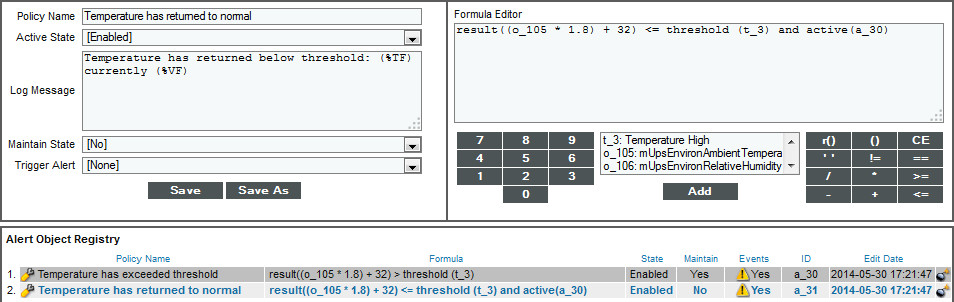 Policy Name Temperature has returned to normal
Active State [Enabled]
Log Message Temperature has returned below threshold: (%TF)
currently (%VF)
Maintain State [No]
Trigger Alert [None]
Save Save As
Formula Editor
result((o_105 * 1.8) + 32) <= threshold (t_3) and active(a_30)
7 8 9
4 5 6
1 2 3
0
t_3: Temperature High
o_105: mUpsEnvironAmbientTempera
o_106: mUpsEnvironRelativeHumidity
Add
r() () CE
' ' != ==
/ * >=
- + <=
Alert Object Registry
Policy Name Formula State Maintain Events ID Edit Date
1. Temperature has exceeded threshold result((o_105 * 1.8) + 32) > threshold (t_3) Enabled Yes Yes a_30 2014-05-30 17:21:47
2. Temperature has returned to normal result((o_105 * 1.8) + 32) <= threshold (t_3) and active(a_30) Enabled No Yes a_31 2014-05-30 17:21:47